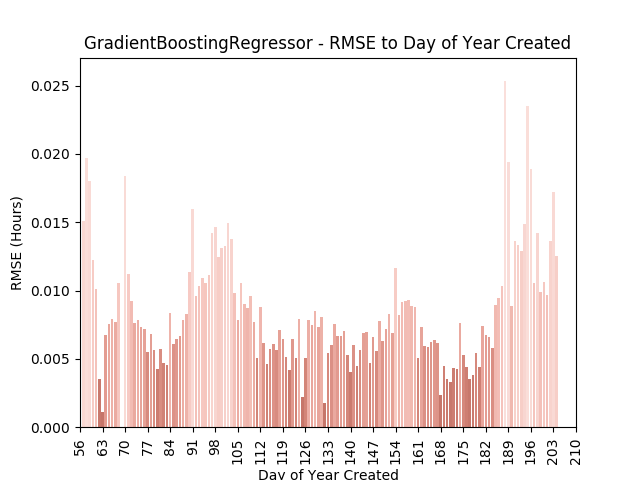 GradientBoostingRegressor - RMSE to Day of Year Created
RMSE (Hours)
0.025
0.020
0.015
0.010
0.005
0.000
56 63 70 77 84 91 98 105 112 119 126 133 140 147 154 161 168 175 182 189 196 203 210
Day of Year Created